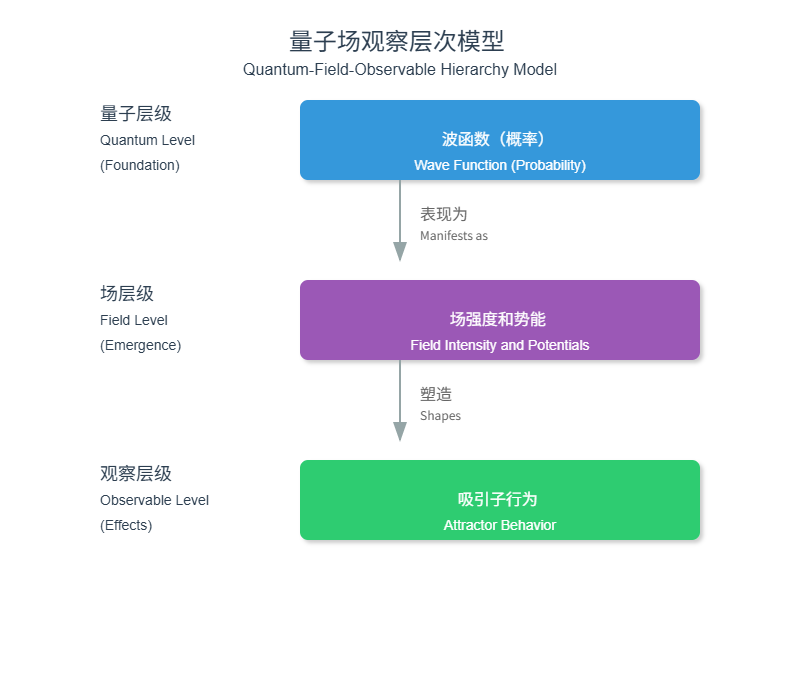 量子场观察层次模型
Quantum-Field-Observable Hierarchy Model
量子层级
Quantum Level
(Foundation)
波函数（概率）
Wave Function (Probability)
表现为
Manifests as
场层级
Field Level
(Emergence)
场强度和势能
Field Intensity and Potentials
塑造
Shapes
观察层级
Observable Level
(Effects)
吸引子行为
Attractor Behavior